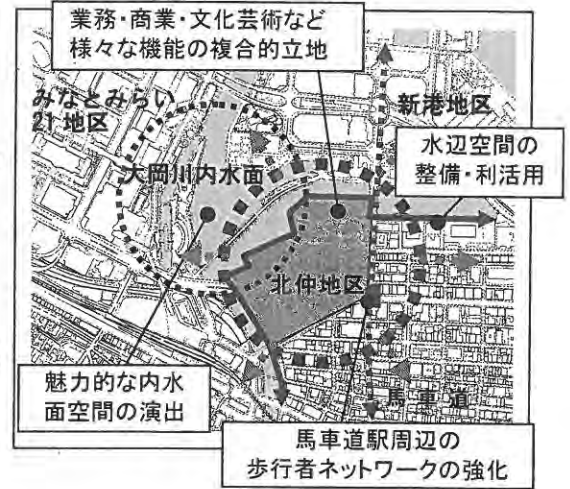 業務・商業・文化芸術など
様々な機能の複合的立地
みなとみらい
21地区
新港地区
水辺空間の
整備・利活用
大岡川内水面
北仲地区
魅力的な内水
面空間の演出
馬車道
馬車道駅周辺の
歩行者ネットワークの強化